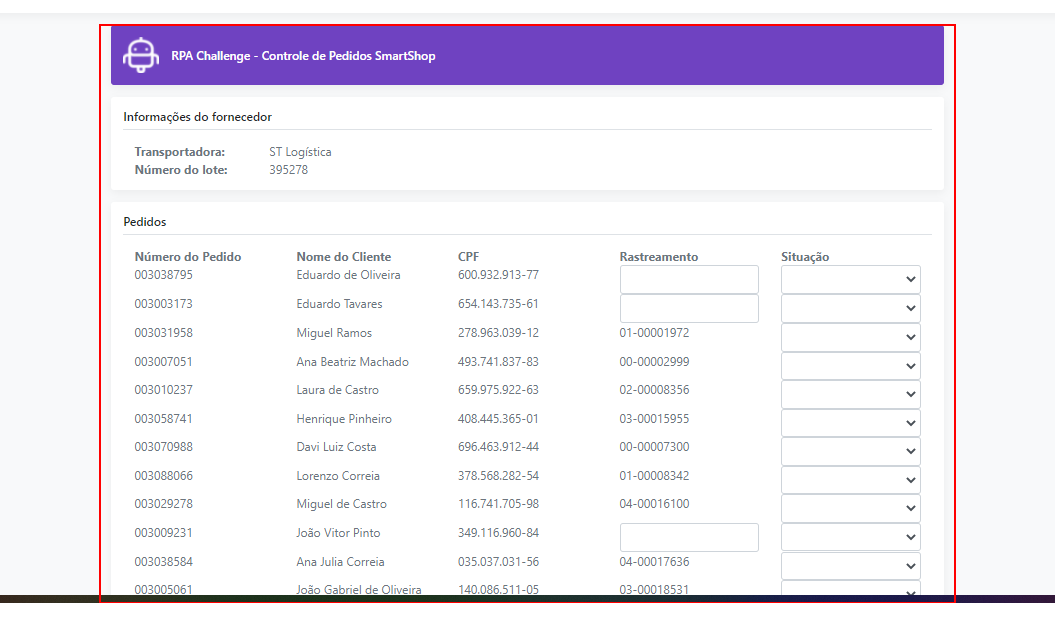 RPA Challenge - Controle de Pedidos SmartShop
Informações do fornecedor
Transportadora: ST Logística
Número do lote: 395278
Pedidos
Número do Pedido Nome do Cliente CPF Rastreamento Situação
003038795 Eduardo de Oliveira 600.932.913-77
003003173 Eduardo Tavares 654.143.735-61
003031958 Miguel Ramos 278.963.039-12 01-00001972
003007051 Ana Beatriz Machado 493.741.837-83 00-00002999
003010237 Laura de Castro 659.975.922-63 02-00008356
003058741 Henrique Pinheiro 408.445.365-01 03-00015955
003070988 Davi Luiz Costa 696.463.912-44 00-00007300
003088066 Lorenzo Correia 378.568.282-54 01-00008342
003029278 Miguel de Castro 116.741.705-98 04-00016100
003009231 João Vitor Pinto 349.116.960-84
003038584 Ana Julia Correia 035.037.031-56 04-00017636
003005061 João Gabriel de Oliveira 140.086.511-05 03-00018531